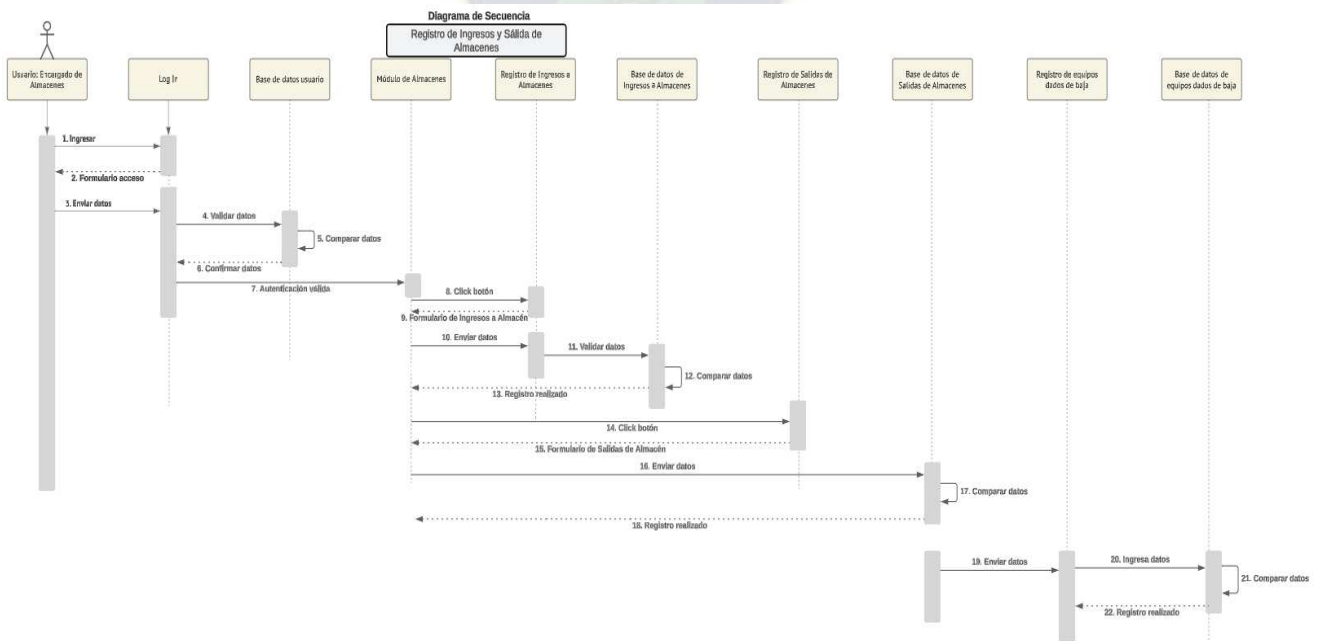 Diagrama de Secuencia
Registro de Ingresos y Sálida de
Almacenes
Usuario: Encargado de
Almacenes
Log Ir
Base de datos usuario
Módulo de Almacenes
Registro de Ingresos a
Almacenes
Base de datos de
Ingresos a Almacenes
Registro de Salidas de
Almacenes
Base de datos de
Salidas de Almacenes
Registro de equipos
dados de baja
Base de datos de
equipos dados de baja
1. Ingresar
2. Formulario acceso
3. Enviar datos
4. Validar datos
5. Comparar datos
6. Confirmar datos
7. Autenticación válida
8. Click botón
9. Formulario de Ingresos a Almacén
10. Enviar datos
11. Validar datos
12. Comparar datos
13. Registro realizado
14. Click botón
15. Formulario de Salidas de Almacén
16. Enviar datos
17. Comparar datos
18. Registro realizado
19. Enviar datos
20. Ingresa datos
21. Comparar datos
22. Registro realizado